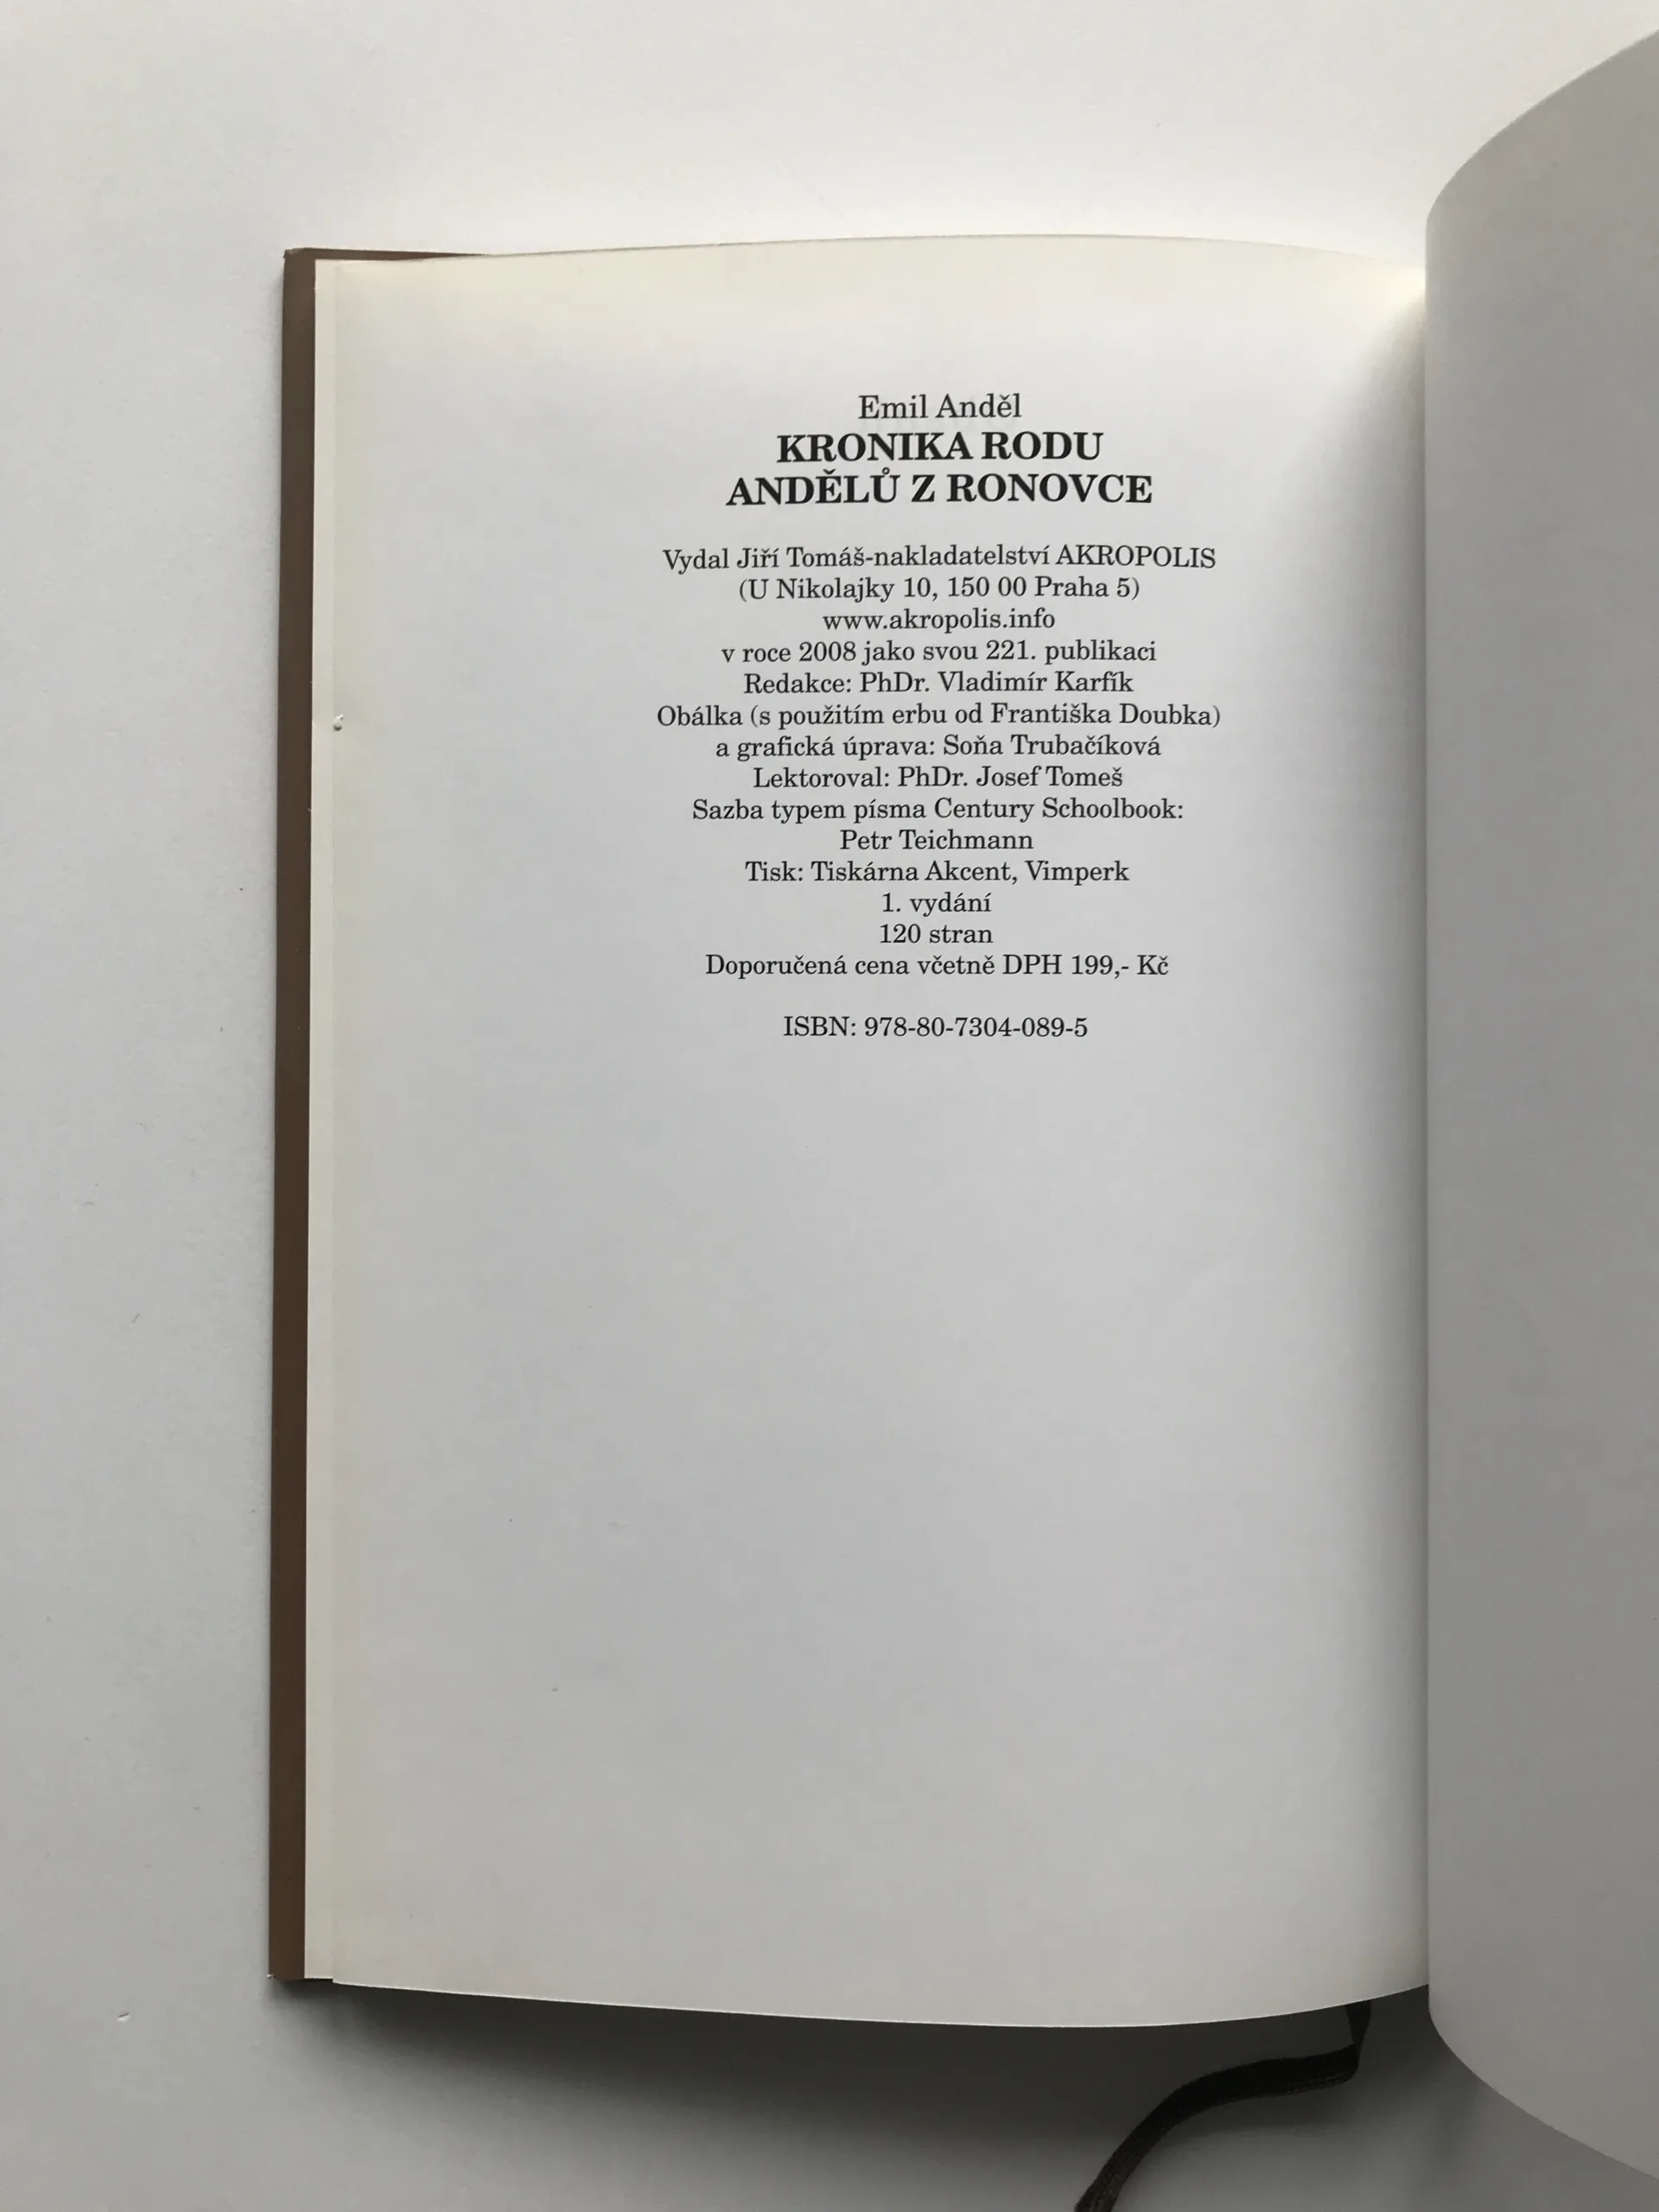 Emil Anděl
KRONIKA RODU
ANDĚLŮ Z RONOVCE
Vydal Jiří Tomáš-nakladatelství AKROPOLIS
(U Nikolajky 10, 150 00 Praha 5)
www.akropolis.info
v roce 2008 jako svou 221. publikaci
Redakce: PhDr. Vladimír Karfík
Obálka (s použitím erbu od Františka Doubka)
a grafická úprava: Soňa Trubačíková
Lektoroval: PhDr. Josef Tomeš
Sazba typem písma Century Schoolbook:
Petr Teichmann
Tisk: Tiskárna Akcent, Vimperk
1. vydání
120 stran
Doporučená cena včetně DPH 199,- Kč
ISBN: 978-80-7304-089-5